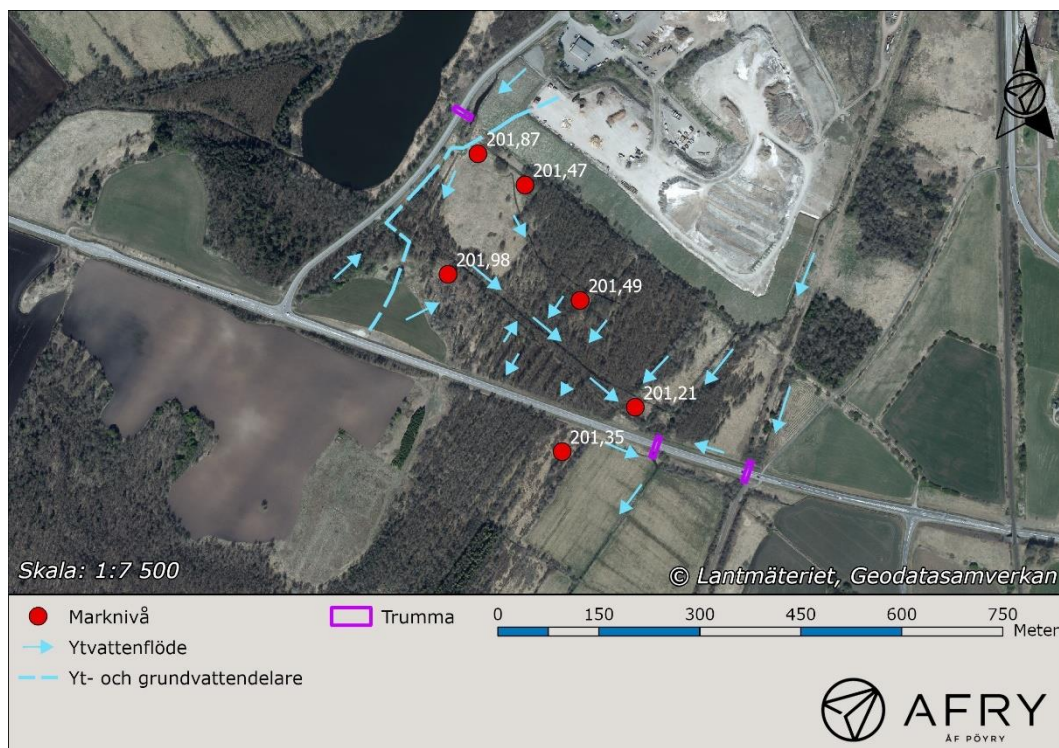 201,87
201,47
201,98
201,49
201,21
201,35
Skala: 1:7 500
© Lantmäteriet, Geodatasamverkan
Marknivå
Trumma
0 150 300 450 600 750
Meter
Ytvattenflöde
Yt- och grundvattendelare
AFRY
ÅF PÖYRY